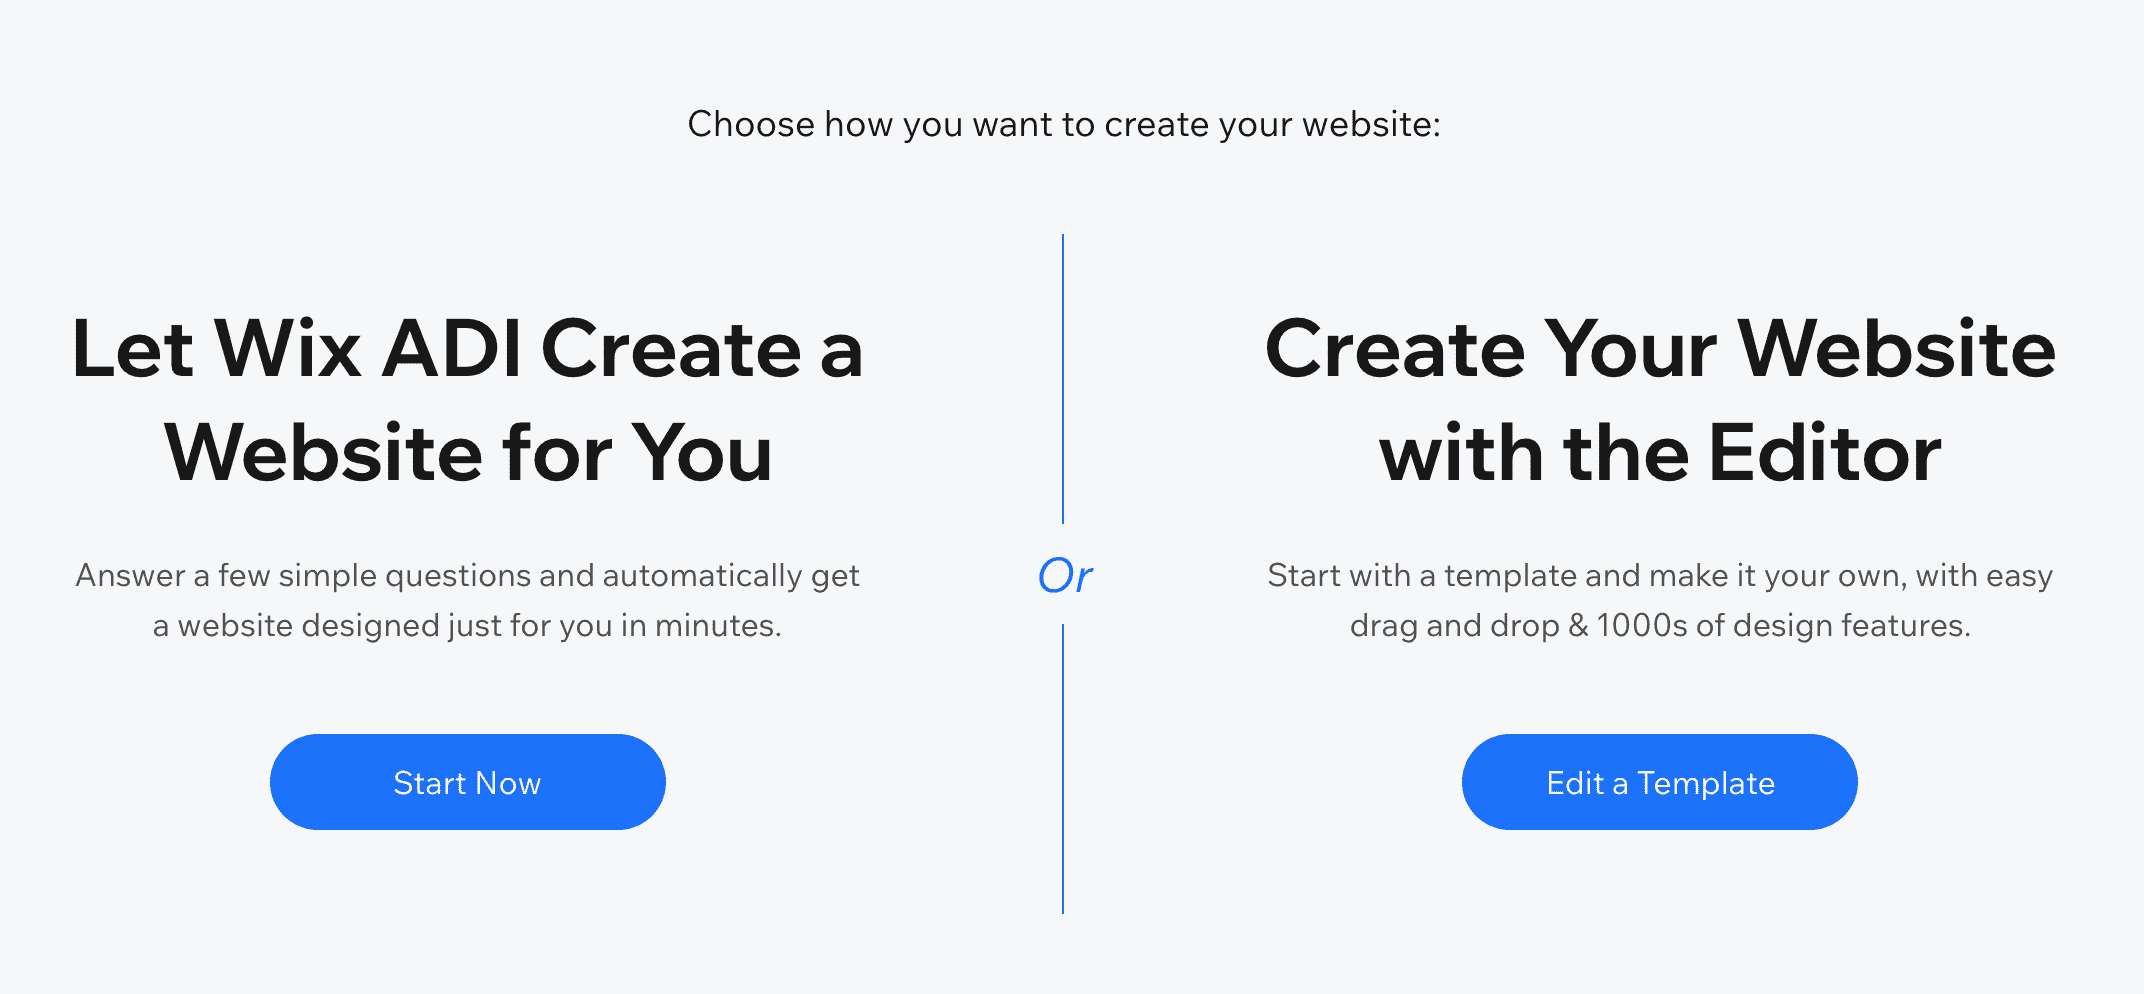 Choose how you want to create your website:
Let Wix ADI Create a
Website for You
Answer a few simple questions and automatically get
a website designed just for you in minutes.
Start Now
Or
Create Your Website
with the Editor
Start with a template and make it your own, with easy
drag and drop & 1000s of design features.
Edit a Template